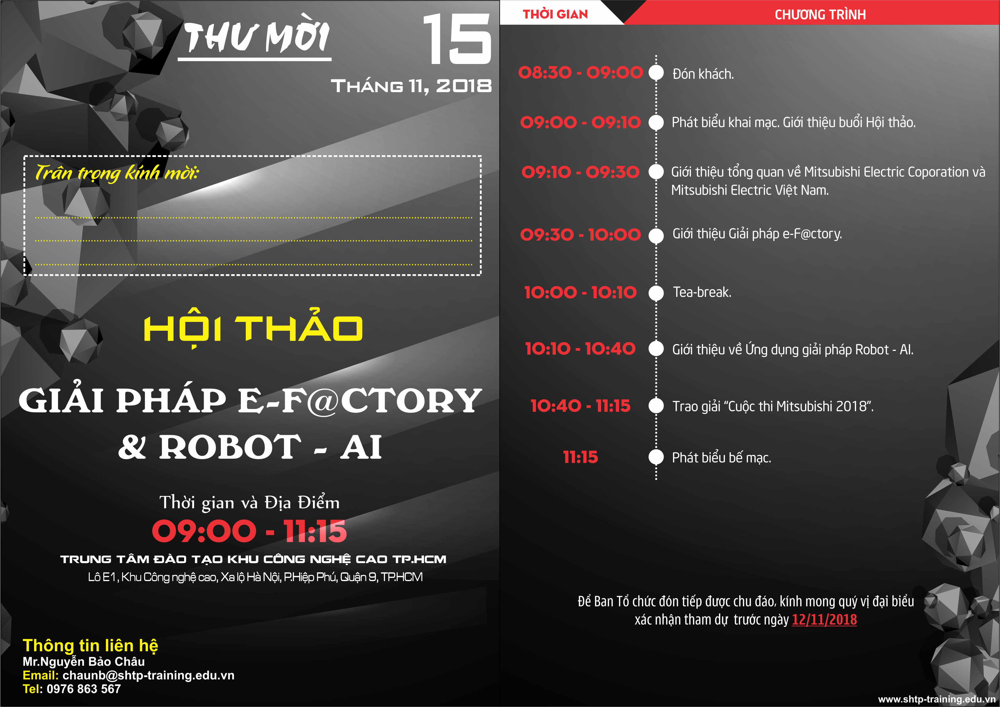 THƯ MỜI
15
THÁNG 11, 2018
Trân trọng kính mời:
HỘI THẢO
GIẢI PHÁP E-F@CTORY
& ROBOT - AI
Thời gian và Địa Điểm
09:00 - 11:15
TRUNG TÂM ĐÀO TẠO KHU CÔNG NGHỆ CAO TP.HCM
Lô E1, Khu Công nghệ cao, Xa lộ Hà Nội, P.Hiệp Phú, Quận 9, TP.HCM
Thông tin liên hệ
Mr.Nguyễn Bảo Châu
Email: chaunb@shtp-training.edu.vn
Tel: 0976 863 567
THỜI GIAN CHƯƠNG TRÌNH
08:30 - 09:00 Đón khách.
09:00 - 09:10 Phát biểu khai mạc. Giới thiệu buổi Hội thảo.
09:10 - 09:30 Giới thiệu tổng quan về Mitsubishi Electric Coporation và
Mitsubishi Electric Việt Nam.
09:30 - 10:00 Giới thiệu Giải pháp e-F@ctory.
10:00 - 10:10 Tea-break.
10:10 - 10:40 Giới thiệu về Ứng dụng giải pháp Robot - AI.
10:40 - 11:15 Trao giải “Cuộc thi Mitsubishi 2018”.
11:15 Phát biểu bế mạc.
Để Ban Tổ chức đón tiếp được chu đáo, kính mong quý vị đại biểu
xác nhận tham dự trước ngày 12/11/2018
www.shtp-training.edu.vn